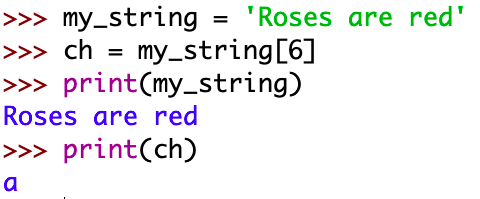 >>> my_string = 'Roses are red'
>>> ch = my_string[6]
>>> print(my_string)
Roses are red
>>> print(ch)
a